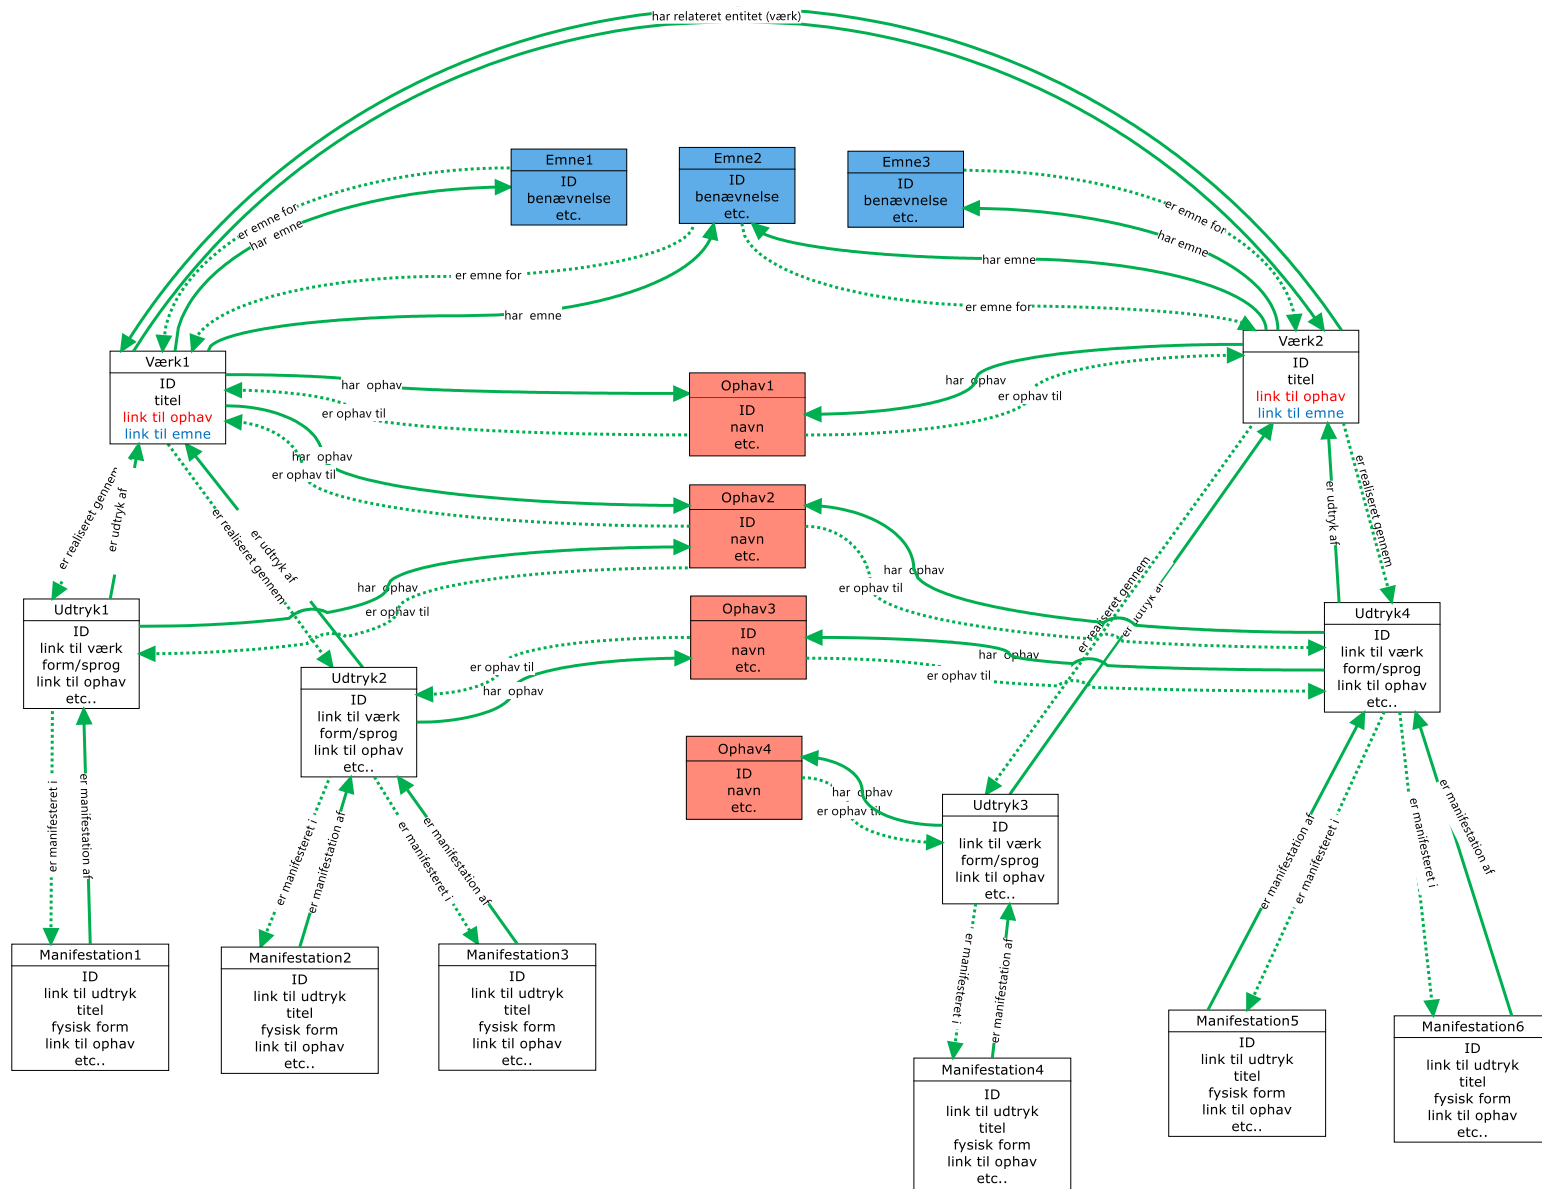 har relateret entitet (værk)
Emne1
ID
benævnelse
etc.
Emne2
ID
benævnelse
etc.
Emne3
ID
benævnelse
etc.
er emne for
har  emne
er emne for
har  emne
har emne
er emne for
er emne for
har emne
Værk1
ID
titel
link til ophav
link til emne
Værk2
ID
titel
link til ophav
link til emne
har  ophav
er ophav til
har  ophav
er ophav til
Ophav1
ID
navn
etc.
har  ophav
er ophav til
Ophav2
ID
navn
etc.
har  ophav
er ophav til
har  ophav
er ophav til
Ophav3
ID
navn
etc.
er ophav til
har  ophav
har  ophav
er ophav til
Ophav4
ID
navn
etc.
har  ophav
er ophav til
er realiseret gennem
er udtryk af
er realiseret gennem
er udtryk af
er realiseret gennem
er udtryk af
er udtryk af
er realiseret gennem
Udtryk1
ID
link til værk
form/sprog
link til ophav
etc..
Udtryk2
ID
link til værk
form/sprog
link til ophav
etc..
Udtryk3
ID
link til værk
form/sprog
link til ophav
etc..
Udtryk4
ID
link til værk
form/sprog
link til ophav
etc..
er manifesteret i
er manifestation af
er manifesteret i
er manifestation af
er manifesteret i
er manifestation af
er manifesteret i
er manifestation af
er manifestation af
er manifesteret i
er manifesteret i
er manifestation af
Manifestation1
ID
link til udtryk
titel
fysisk form
link til ophav
etc..
Manifestation2
ID
link til udtryk
titel
fysisk form
link til ophav
etc..
Manifestation3
ID
link til udtryk
titel
fysisk form
link til ophav
etc..
Manifestation4
ID
link til udtryk
titel
fysisk form
link til ophav
etc..
Manifestation5
ID
link til udtryk
titel
fysisk form
link til ophav
etc..
Manifestation6
ID
link til udtryk
titel
fysisk form
link til ophav
etc..